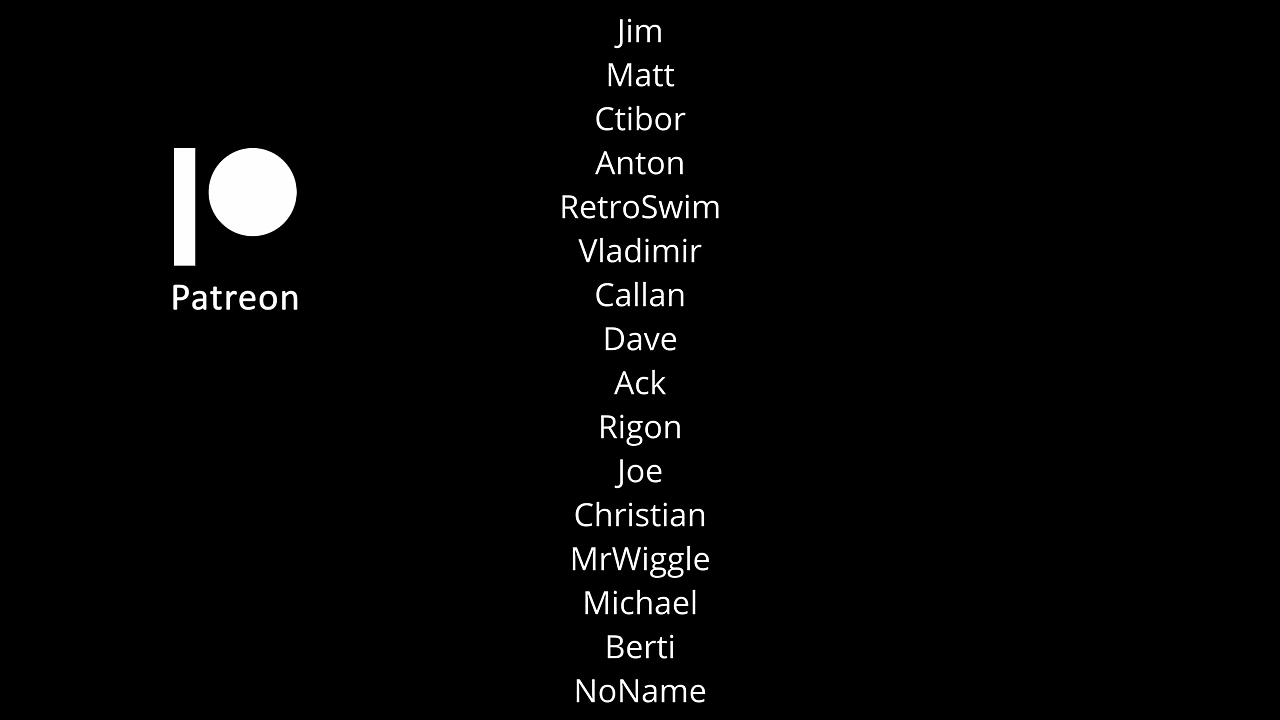 Patreon
Jim
Matt
Ctibor
Anton
RetroSwim
Vladimir
Callan
Dave
Ack
Rigon
Joe
Christian
MrWiggle
Michael
Berti
NoName